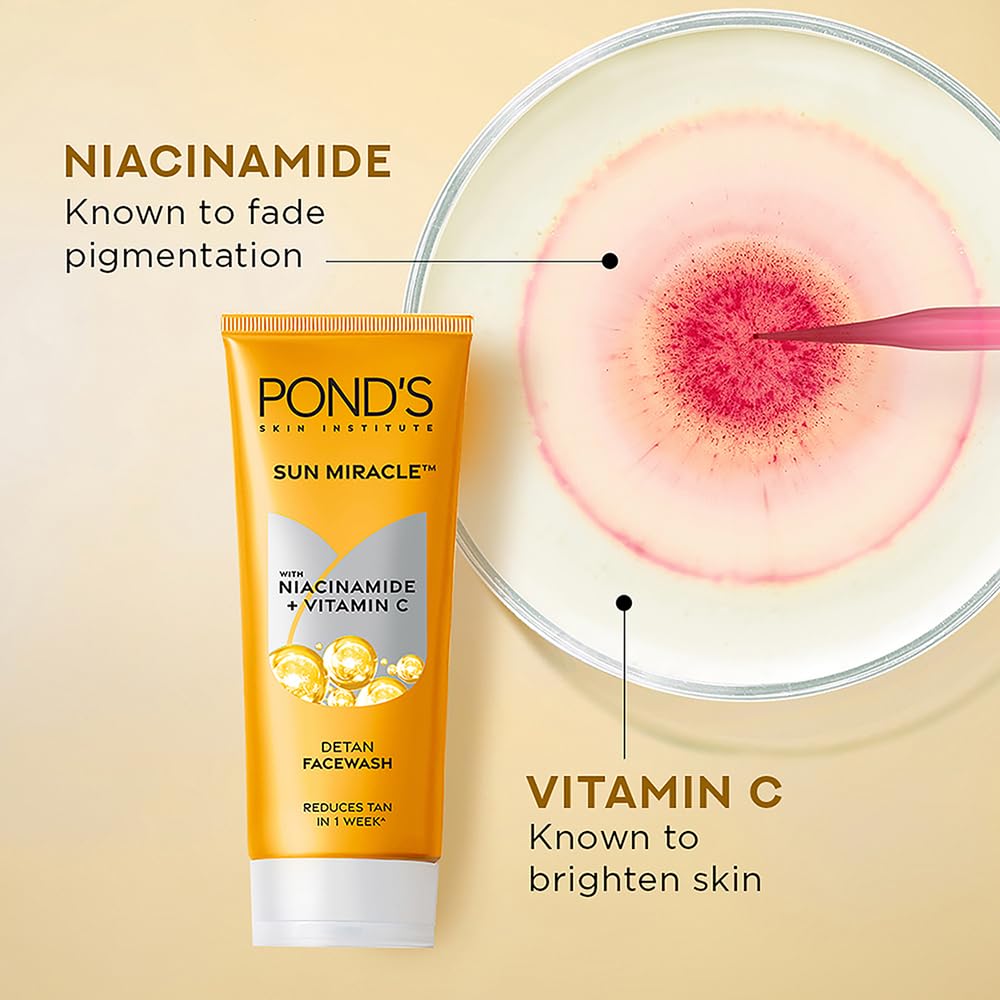 NIACINAMIDE
Known to fade
pigmentation
POND'S
SKIN INSTITUTE
SUN MIRACLE™
WITH
NIACINAMIDE
+ VITAMIN C
DETAN
FACEWASH
REDUCES TAN
IN 1 WEEK^
VITAMIN C
Known to
brighten skin